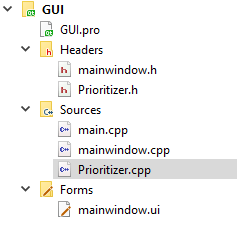 GUI
GUI.pro
Headers
mainwindow.h
Prioritizer.h
Sources
main.cpp
mainwindow.cpp
Prioritizer.cpp
Forms
mainwindow.ui